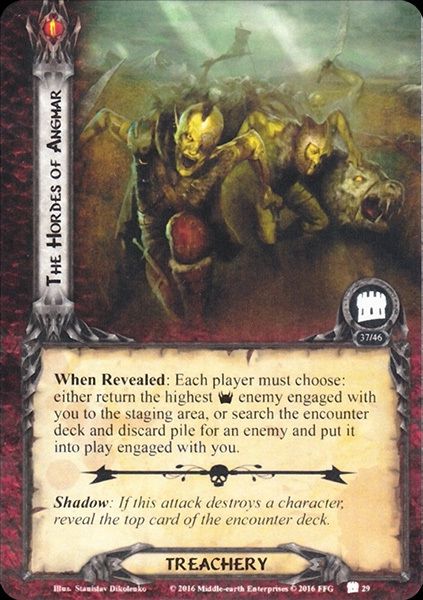 THE HORDES OF ANGMAR
37/46
When Revealed: Each player must choose:
either return the highest enemy engaged with
you to the staging area, or search the encounter
deck and discard pile for an enemy and put it
into play engaged with you.
Shadow: If this attack destroys a character,
reveal the top card of the encounter deck.
TREACHERY
Illus. Stanislav Dikolenko © 2016 Middle-earth Enterprises © 2016 FFG 29